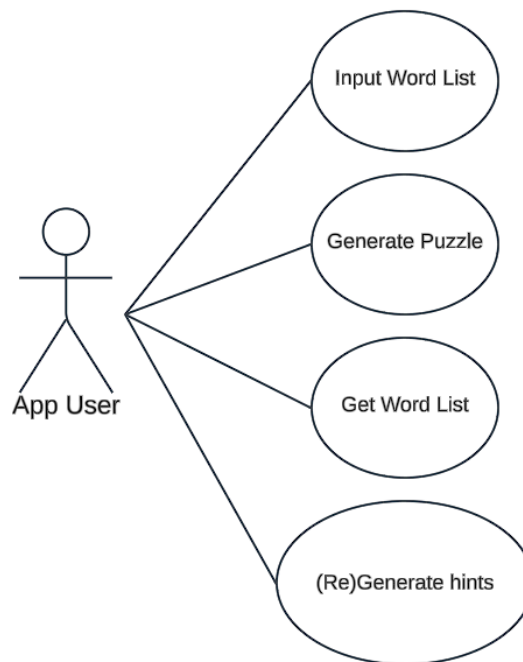 Input Word List
Generate Puzzle
App User
Get Word List
(Re)Generate hints